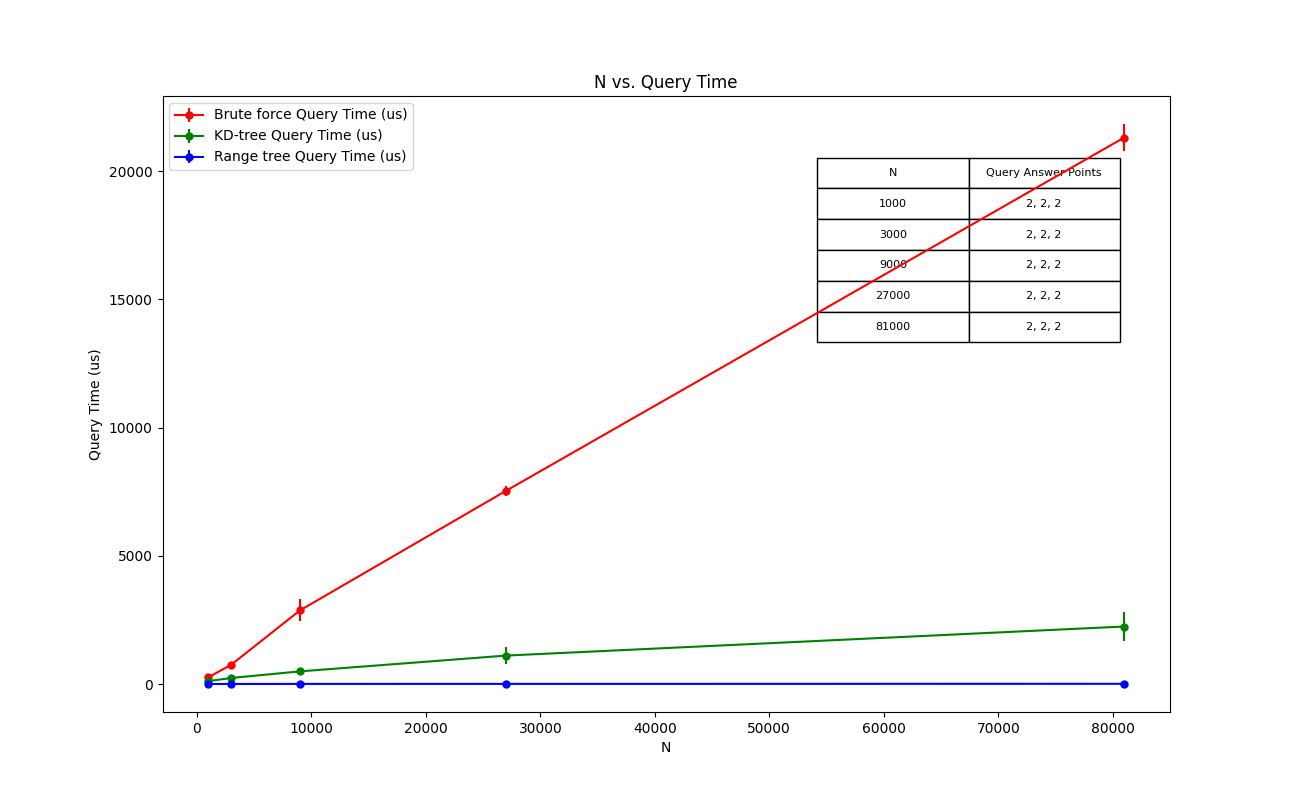 N vs. Query Time
Brute force Query Time (us)
KD-tree Query Time (us)
Range tree Query Time (us)
N Query Answer Points
1000 2, 2, 2
3000 2, 2, 2
9000 2, 2, 2
27000 2, 2, 2
81000 2, 2, 2
Query Time (us)
20000
15000
10000
5000
0
0 10000 20000 30000 40000 50000 60000 70000 80000
N